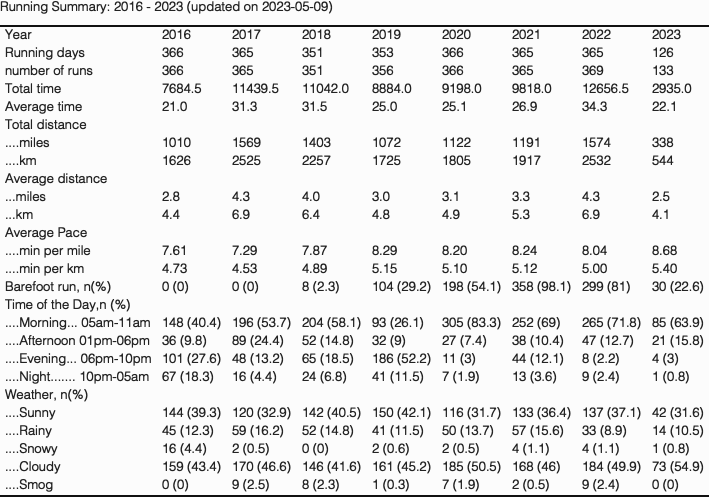 Running Summary: 2016 - 2023 (updated on 2023-05-09)
Year 2016 2017 2018 2019 2020 2021 2022 2023
Running days 366 365 351 353 366 365 365 126
number of runs 366 365 351 356 366 365 369 133
Total time 7684.5 11439.5 11042.0 8884.0 9198.0 9818.0 12656.5 2935.0
Average time 21.0 31.3 31.5 25.0 25.1 26.9 34.3 22.1
Total distance
....miles 1010 1569 1403 1072 1122 1191 1574 338
....km 1626 2525 2257 1725 1805 1917 2532 544
Average distance
...miles 2.8 4.3 4.0 3.0 3.1 3.3 4.3 2.5
...km 4.4 6.9 6.4 4.8 4.9 5.3 6.9 4.1
Average Pace
....min per mile 7.61 7.29 7.87 8.29 8.20 8.24 8.04 8.68
....min per km 4.73 4.53 4.89 5.15 5.10 5.12 5.00 5.40
Barefoot run, n(%) 0 (0) 0 (0) 8 (2.3) 104 (29.2) 198 (54.1) 358 (98.1) 299 (81) 30 (22.6)
Time of the Day,n (%)
....Morning... 05am-11am 148 (40.4) 196 (53.7) 204 (58.1) 93 (26.1) 305 (83.3) 252 (69) 265 (71.8) 85 (63.9)
....Afternoon 01pm-06pm 36 (9.8) 89 (24.4) 52 (14.8) 32 (9) 27 (7.4) 38 (10.4) 47 (12.7) 21 (15.8)
....Evening... 06pm-10pm 101 (27.6) 48 (13.2) 65 (18.5) 186 (52.2) 11 (3) 44 (12.1) 8 (2.2) 4 (3)
....Night....... 10pm-05am 67 (18.3) 16 (4.4) 24 (6.8) 41 (11.5) 7 (1.9) 13 (3.6) 9 (2.4) 1 (0.8)
Weather, n(%)
....Sunny 144 (39.3) 120 (32.9) 142 (40.5) 150 (42.1) 116 (31.7) 133 (36.4) 137 (37.1) 42 (31.6)
....Rainy 45 (12.3) 59 (16.2) 52 (14.8) 41 (11.5) 50 (13.7) 57 (15.6) 33 (8.9) 14 (10.5)
....Snowy 16 (4.4) 2 (0.5) 0 (0) 2 (0.6) 2 (0.5) 4 (1.1) 4 (1.1) 1 (0.8)
....Cloudy 159 (43.4) 170 (46.6) 146 (41.6) 161 (45.2) 185 (50.5) 168 (46) 184 (49.9) 73 (54.9)
....Smog 0 (0) 9 (2.5) 8 (2.3) 1 (0.3) 7 (1.9) 2 (0.5) 9 (2.4) 0 (0)